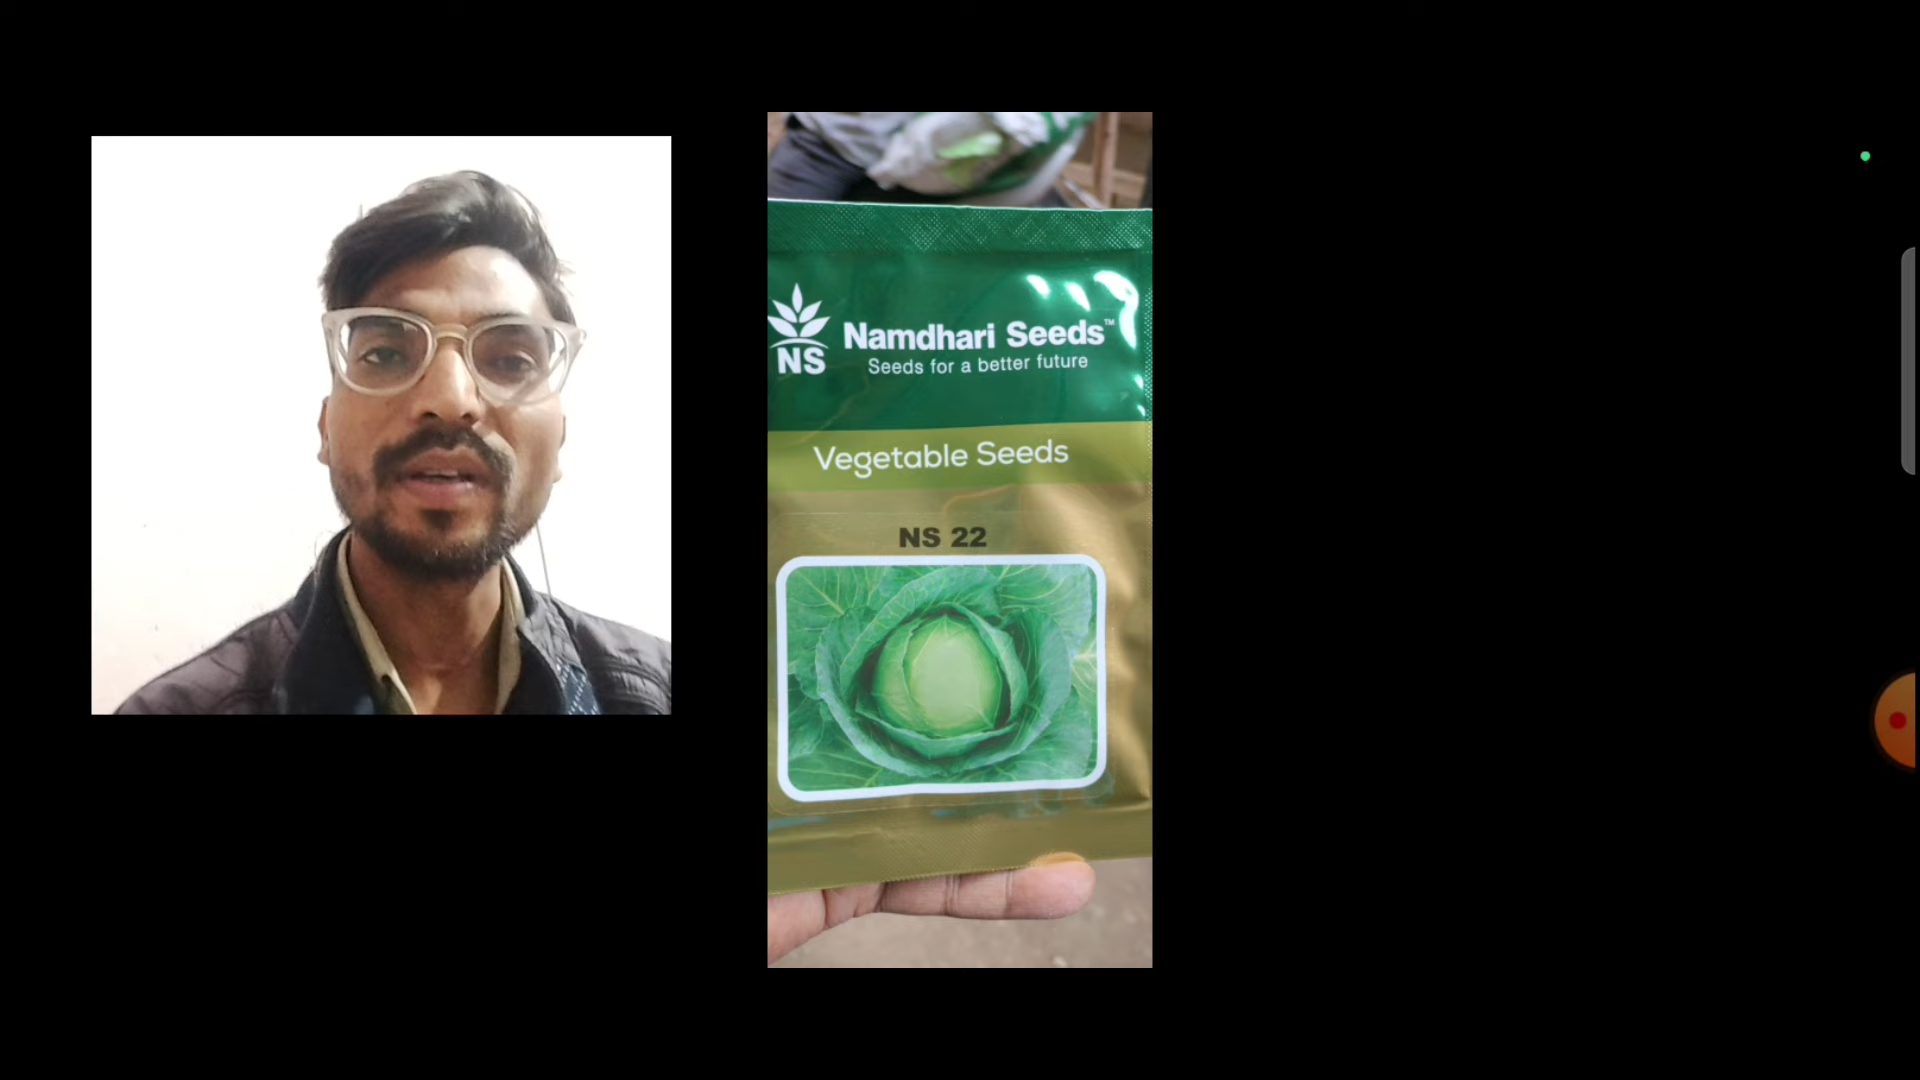 NS
Namdhari Seeds™
Seeds for a better future
Vegetable Seeds
NS 22